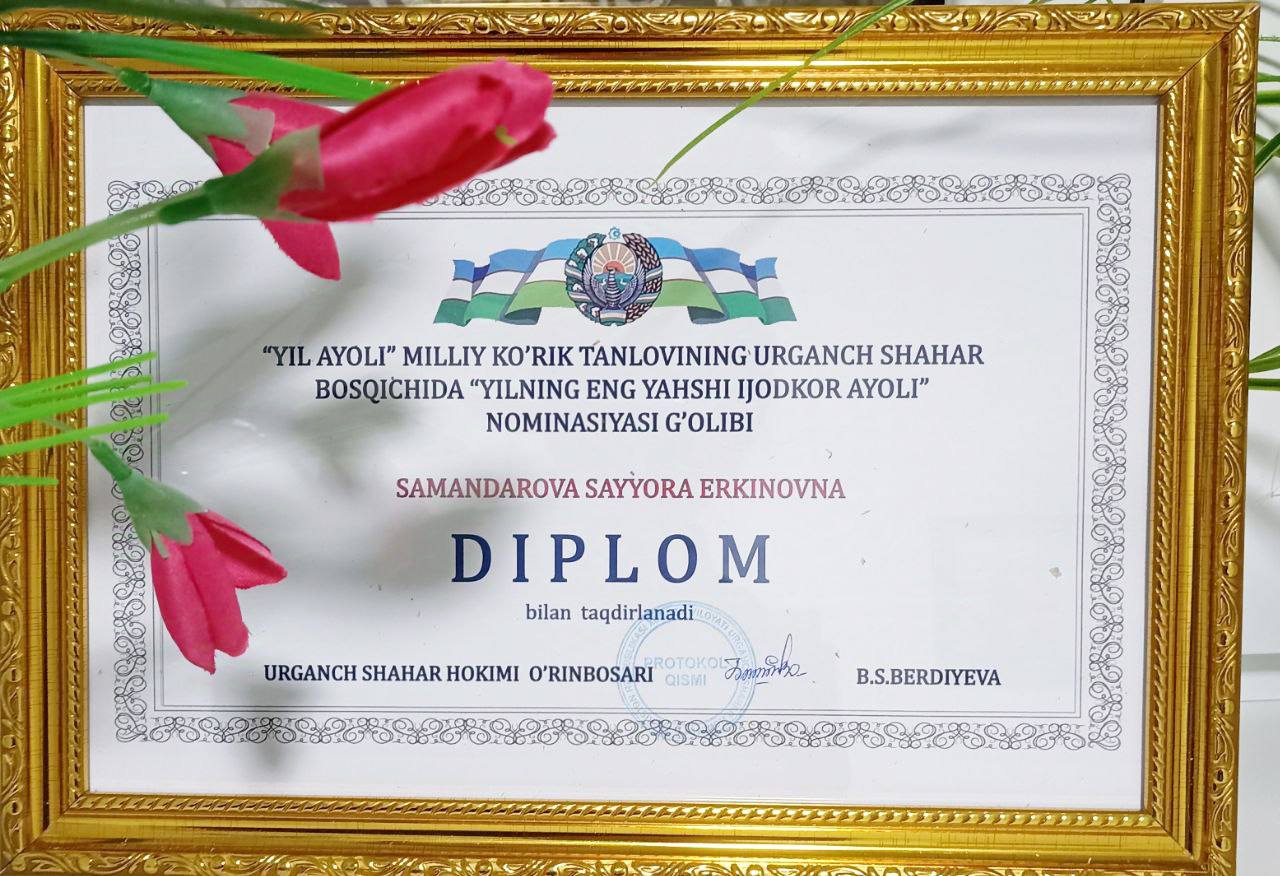 “YIL AYOLI” MILLIY KO’RIK TANLOVINING URGANCH SHAHAR
BOSQICHIDA “YILNING ENG YAHSHI IJODKOR AYOLI”
NOMINASIYASI G’OLIBI
SAMANDAROVA SAYYORA ERKINOVNA
DIPLOM
bilan taqdirlanadi
URGANCH SHAHAR HOKIMI O’RINBOSARI
PROTOKOL
QISMI
B.S.BERDIYEVA